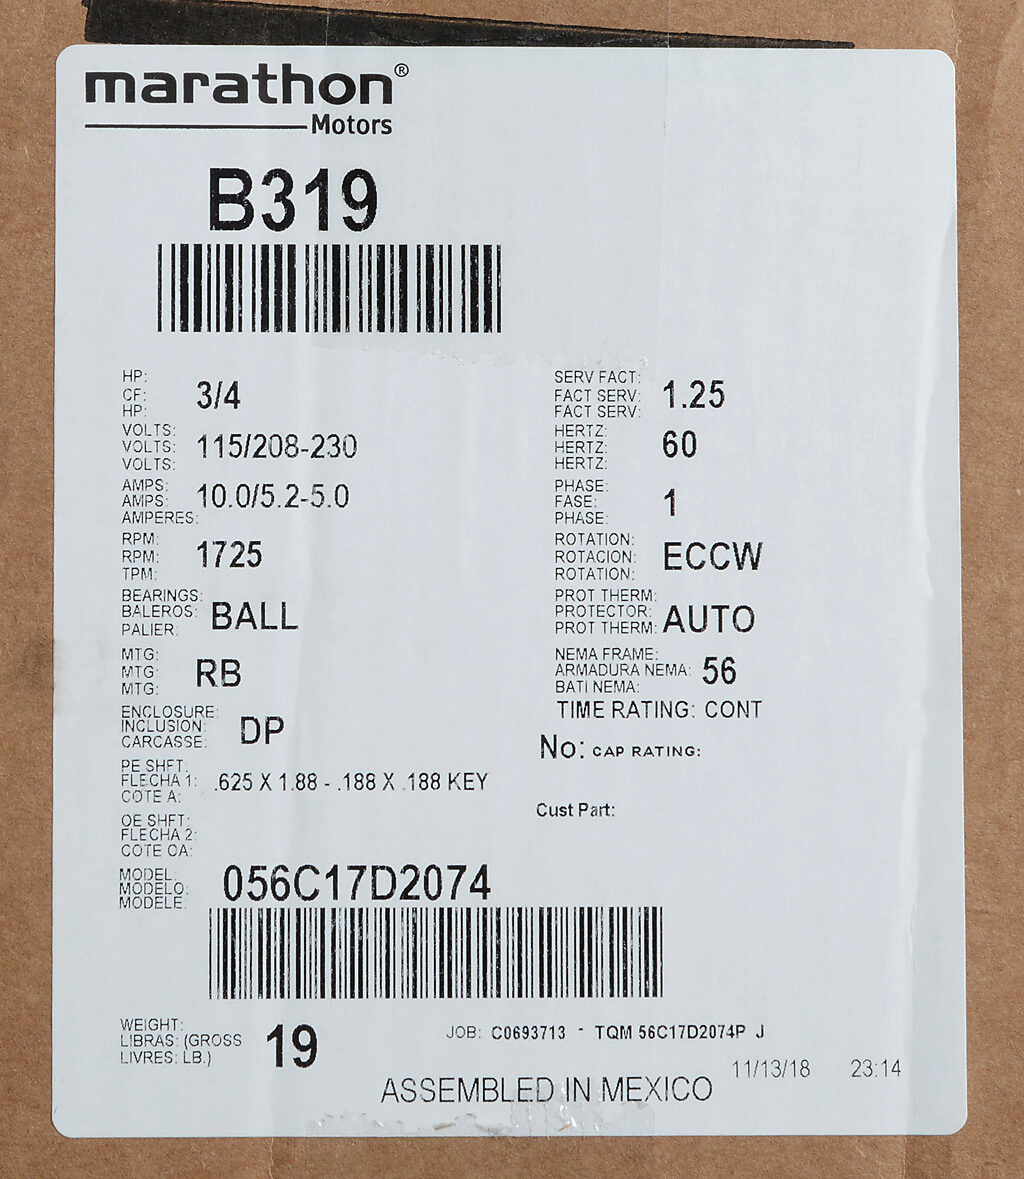 marathon®
Motors
B319
HP:
CF: 3/4
HP:
VOLTS:
VOLTS: 115/208-230
VOLTS:
AMPS:
AMPS: 10.0/5.2-5.0
AMPERES:
RPM:
RPM: 1725
TPM:
BEARINGS:
BALEROS: BALL
PALIER:
MTG:
MTG: RB
MTG:
ENCLOSURE:
INCLUSION: DP
CARCASSE:
PE SHFT:
FLECHA 1: .625 X 1.88 - .188 X .188 KEY
COTE A:
OE SHFT:
FLECHA 2:
COTE OA:
SERV FACT:
FACT SERV: 1.25
FACT SERV:
HERTZ:
HERTZ: 60
HERTZ:
PHASE:
FASE: 1
PHASE:
ROTATION:
ROTACION: ECCW
ROTATION:
PROT THERM:
PROTECTOR: AUTO
PROT THERM:
NEMA FRAME:
ARMADURA NEMA: 56
BATI NEMA:
TIME RATING: CONT
No: CAP RATING:
Cust Part:
MODEL:
MODELO: 056C17D2074
MODELE:
WEIGHT:
LIBRAS: (GROSS 19
LIVRES: LB.)
JOB: C0693713 - TQM 56C17D2074P J
11/13/18 23:14
ASSEMBLED IN MEXICO